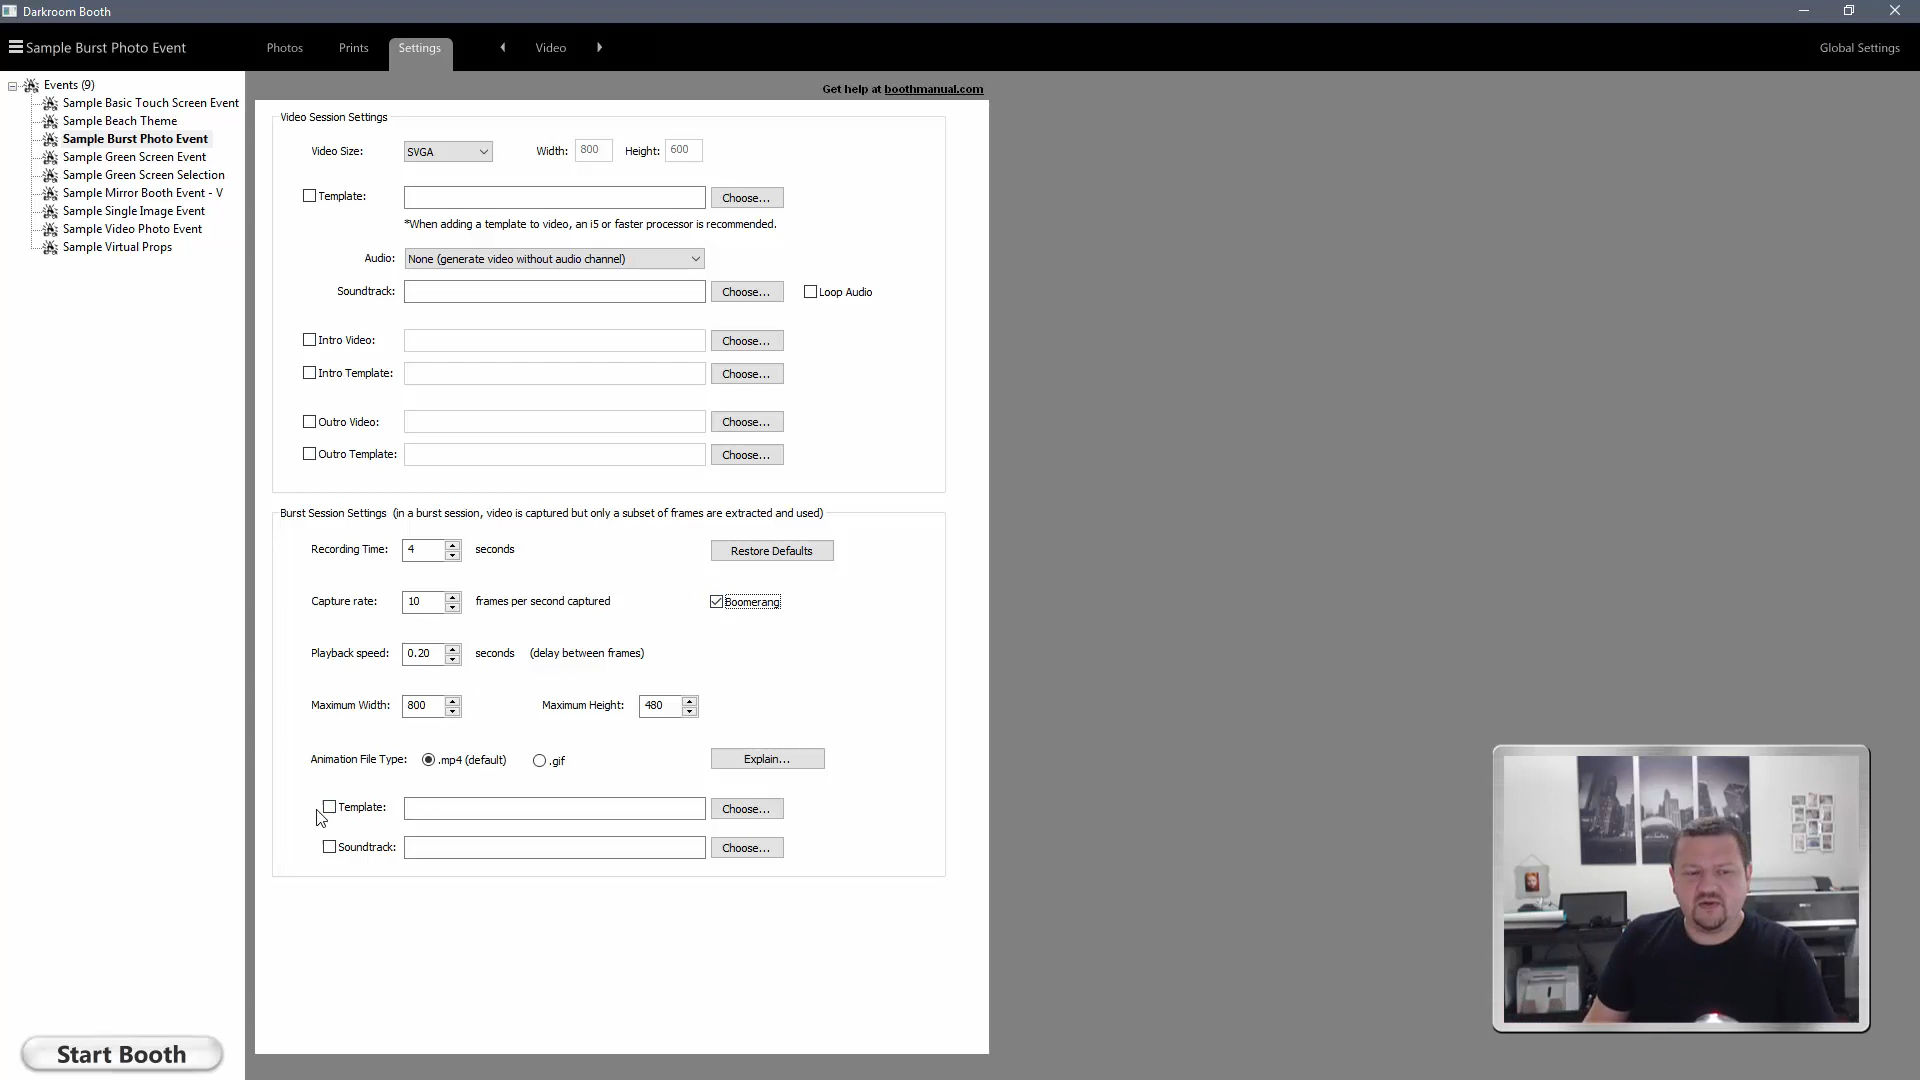 Darkroom Booth
Sample Burst Photo Event
Photos
Prints
Settings
Video
Global Settings
Events (9)
Sample Basic Touch Screen Event
Sample Beach Theme
Sample Burst Photo Event
Sample Green Screen Event
Sample Green Screen Selection
Sample Mirror Booth Event - V
Sample Single Image Event
Sample Video Photo Event
Sample Virtual Props
Start Booth
Get help at boothmanual.com
Video Session Settings
Video Size: SVGA Width: 800 Height: 600
Template: Choose...
*When adding a template to video, an i5 or faster processor is recommended.
Audio: None (generate video without audio channel)
Soundtrack: Choose... Loop Audio
Intro Video: Choose...
Intro Template: Choose...
Outro Video: Choose...
Outro Template: Choose...
Burst Session Settings (in a burst session, video is captured but only a subset of frames are extracted and used)
Recording Time: 4 seconds Restore Defaults
Capture rate: 10 frames per second captured Boomerang
Playback speed: 0.20 seconds (delay between frames)
Maximum Width: 800 Maximum Height: 480
Animation File Type: .mp4 (default) .gif Explain...
Template: Choose...
Soundtrack: Choose...